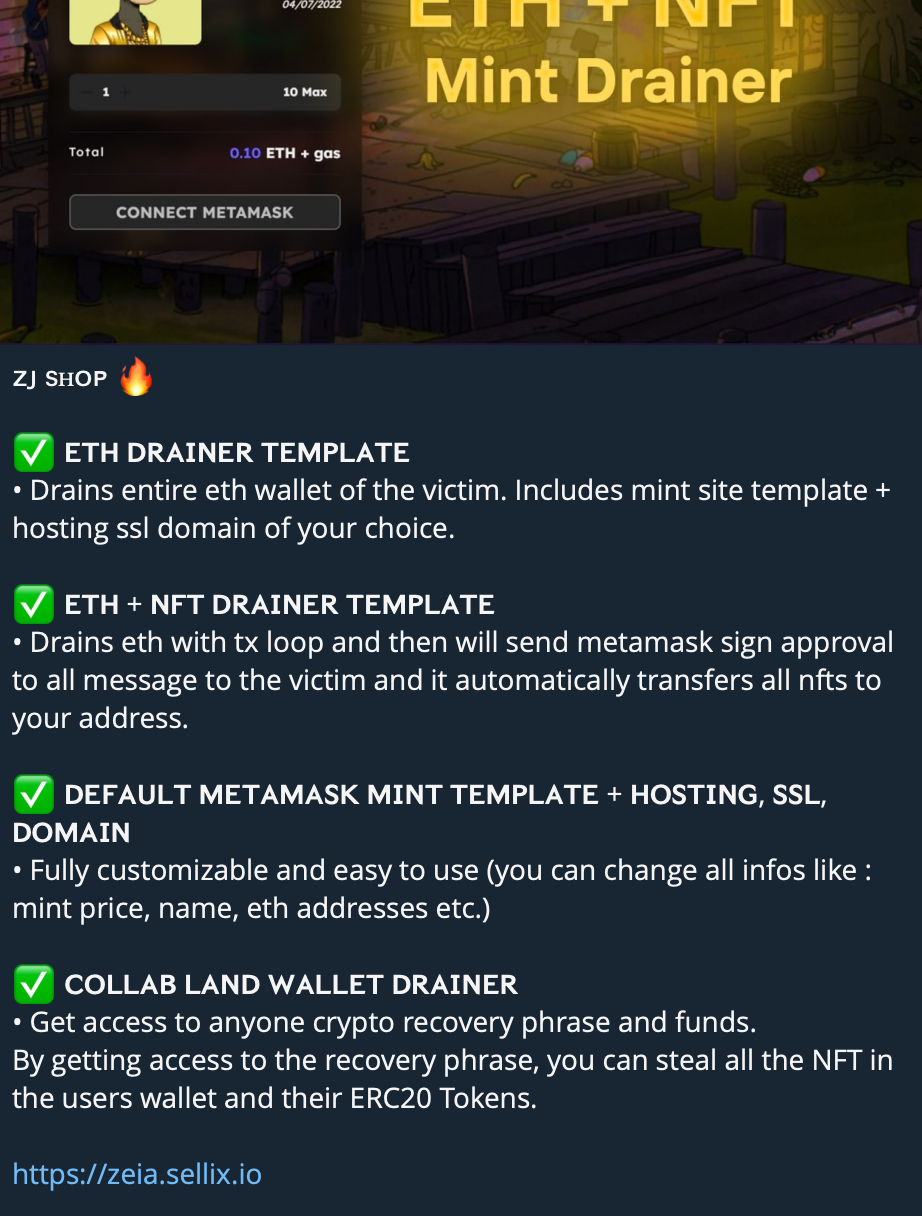 04/07/2022
ETH + NFT
Mint Drainer
- 1 + 10 Max
Total 0.10 ETH + gas
CONNECT METAMASK
ZJ SHOP 🔥
✅ ETH DRAINER TEMPLATE
• Drains entire eth wallet of the victim. Includes mint site template +
hosting ssl domain of your choice.
✅ ETH + NFT DRAINER TEMPLATE
• Drains eth with tx loop and then will send metamask sign approval
to all message to the victim and it automatically transfers all nfts to
your address.
✅ DEFAULT METAMASK MINT TEMPLATE + HOSTING, SSL,
DOMAIN
• Fully customizable and easy to use (you can change all infos like :
mint price, name, eth addresses etc.)
✅ COLLAB LAND WALLET DRAINER
• Get access to anyone crypto recovery phrase and funds.
By getting access to the recovery phrase, you can steal all the NFT in
the users wallet and their ERC20 Tokens.
https://zeia.sellix.io